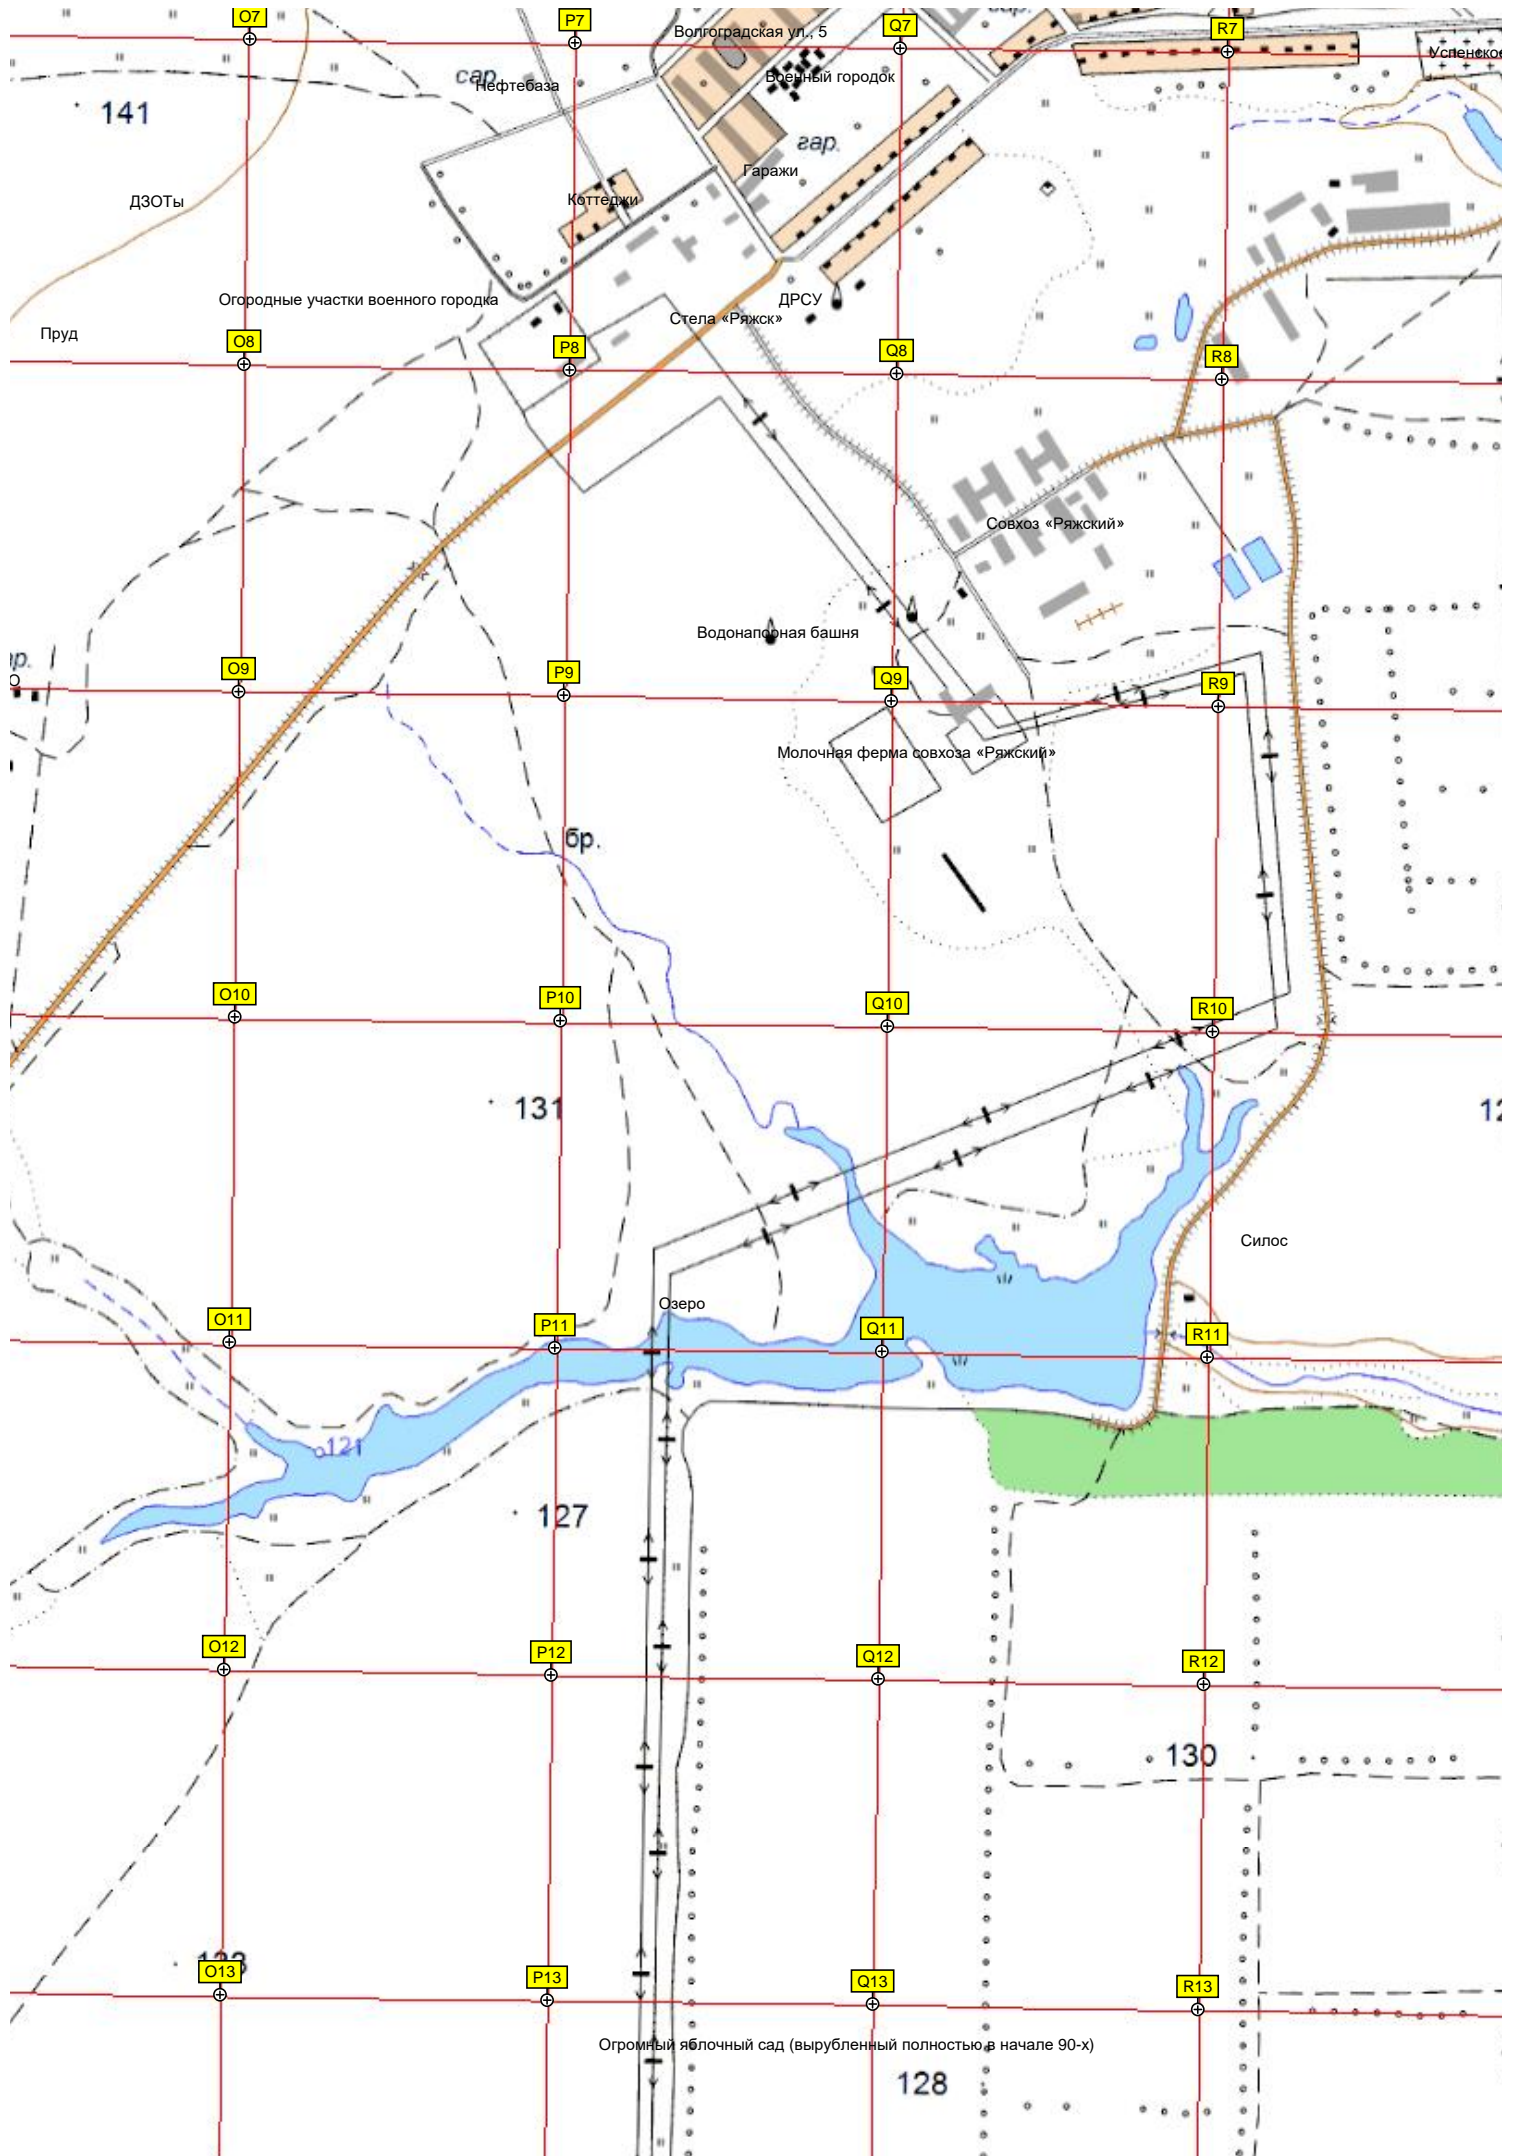 O7
P7
Q7
R7
Волгоградская ул., 5
Успенско
сар.
Нефтебаза
Военный городок
141
гар.
Гаражи
ДЗОТы
Коттеджи
Огородные участки военного городка
ДРСУ
Стела «Ряжск»
Пруд
O8
P8
Q8
R8
Совхоз «Ряжский»
Водонапорная башня
O9
P9
Q9
R9
Молочная ферма совхоза «Ряжский»
бр.
O10
P10
Q10
R10
131
Силос
Озеро
O11
P11
Q11
R11
121
127
O12
P12
Q12
R12
130
O13
P13
Q13
R13
Огромный яблочный сад (вырубленный полностью в начале 90-х)
128